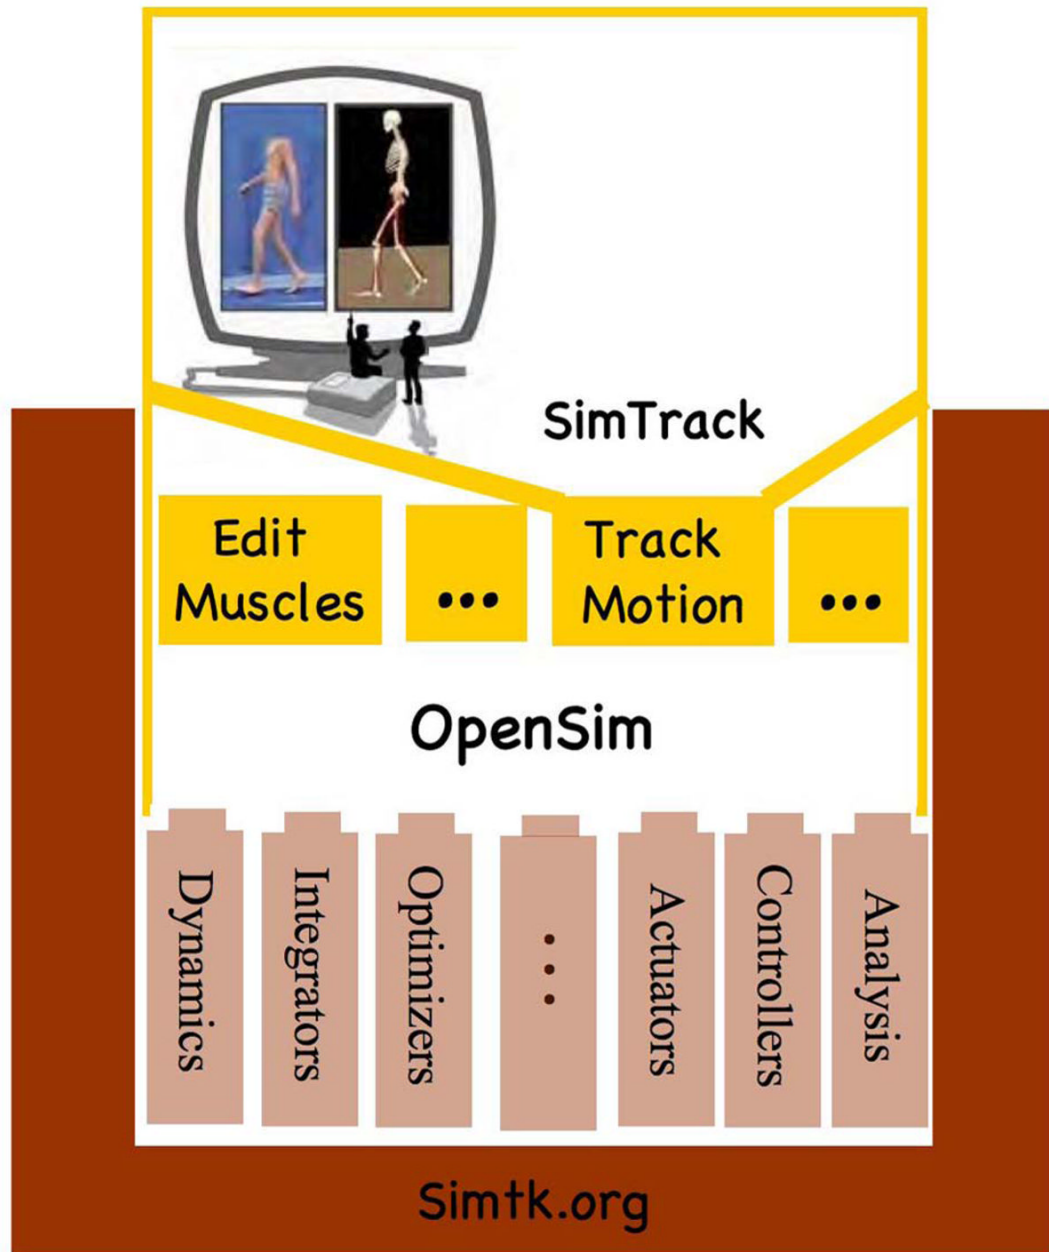 SimTrack
Edit
Muscles
...
Track
Motion
...
OpenSim
Dynamics
Integrators
Optimizers
...
Actuators
Controllers
Analysis
Simtk.org